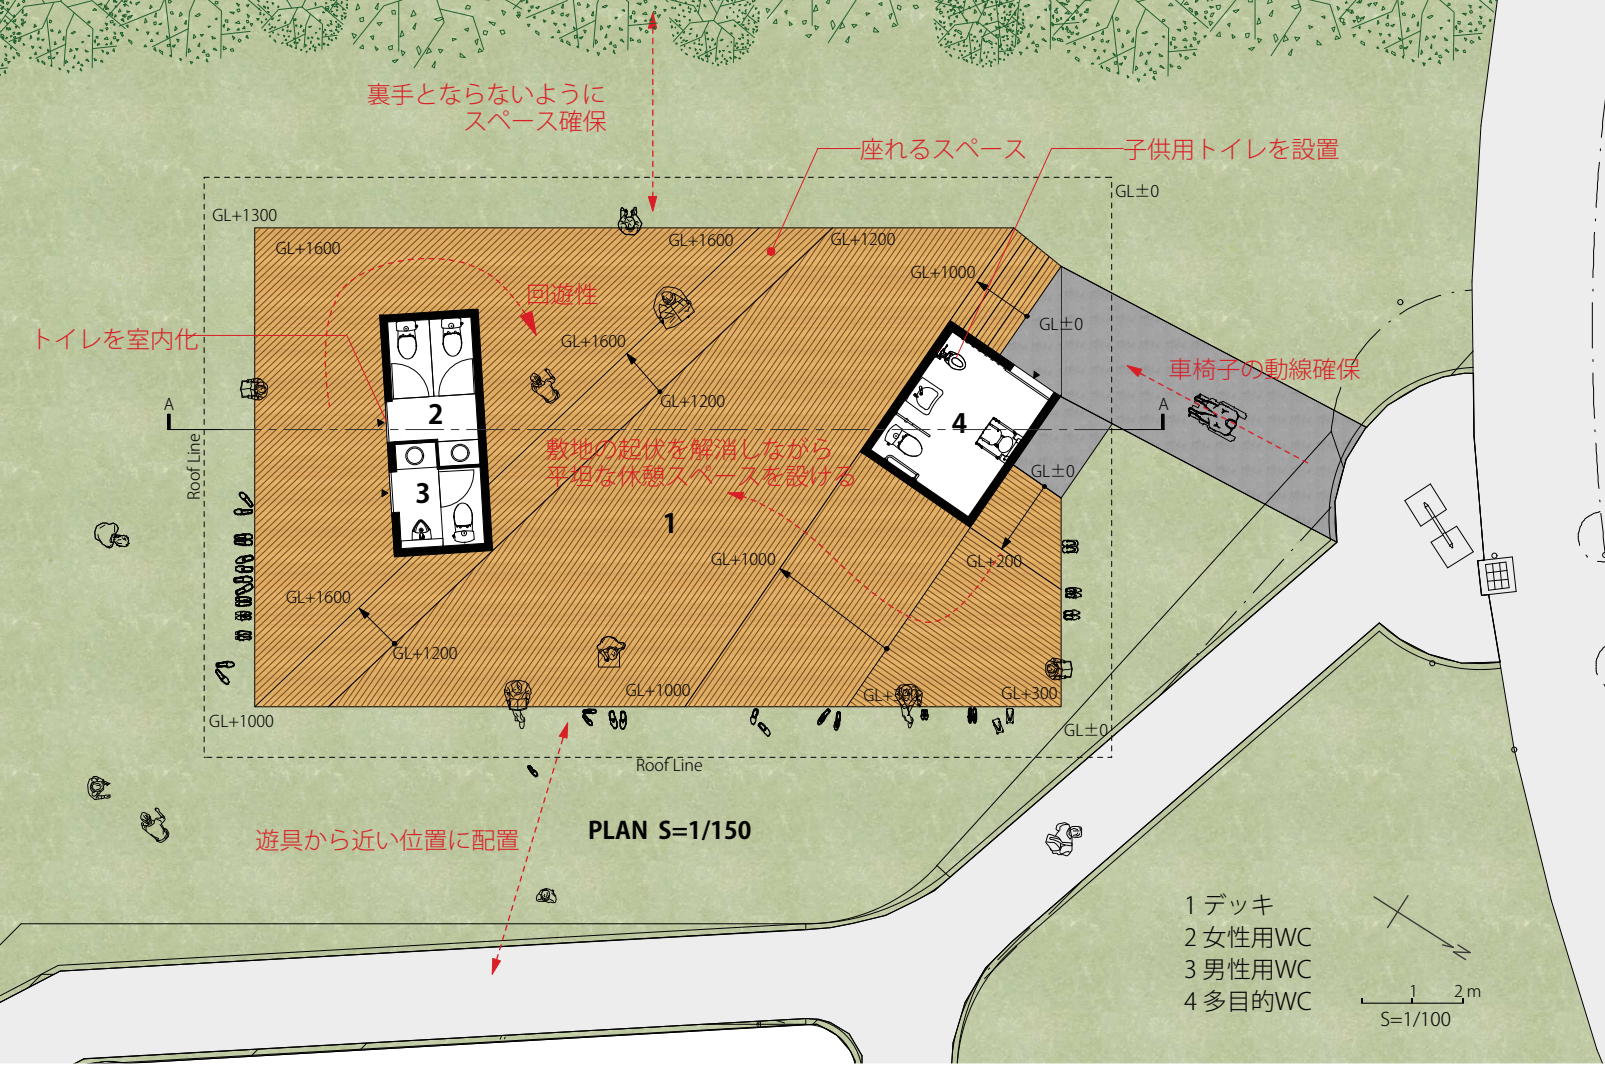 裏手とならないように
スペース確保
座れるスペース
子供用トイレを設置
GL±0
GL+1300
GL+1600
GL+1600
GL+1200
GL+1000
回遊性
GL±0
トイレを室内化
GL+1600
車椅子の動線確保
GL+1200
A
A
2
4
Roof Line
敷地の起伏を解消しながら
平坦な休憩スペースを設ける
GL±0
3
1
GL+1000
GL+200
GL+1600
GL+1200
GL+1000
GL+300
GL+1000
GL±0
Roof Line
PLAN S=1/150
遊具から近い位置に配置
1 デッキ
2 女性用WC
3 男性用WC
4 多目的WC
N
1 2 m
S=1/100